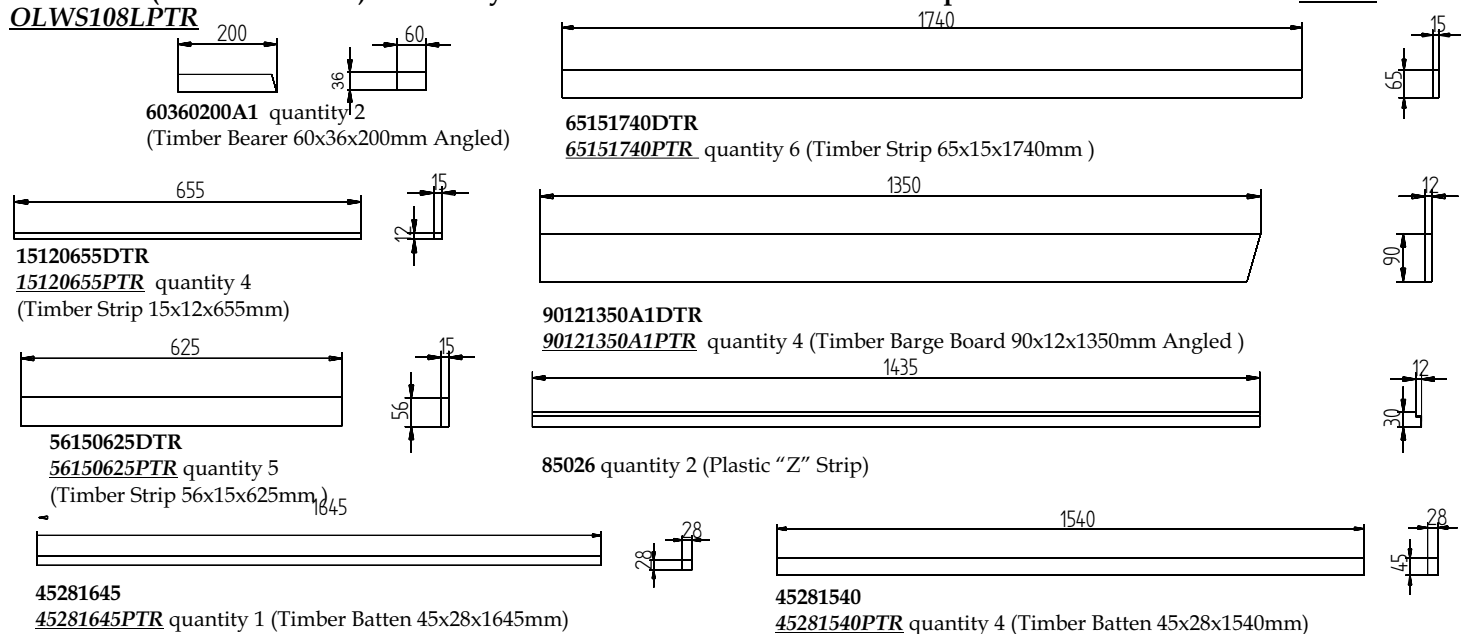 OLWS108LPTR
200
60
36
60360200A1 quantity 2
(Timber Bearer 60x36x200mm Angled)
1740
15
65
65151740DTR
65151740PTR quantity 6 (Timber Strip 65x15x1740mm )
655
15
12
15120655DTR
15120655PTR quantity 4
(Timber Strip 15x12x655mm)
1350
12
90
90121350A1DTR
90121350A1PTR quantity 4 (Timber Barge Board 90x12x1350mm Angled )
625
15
56
56150625DTR
56150625PTR quantity 5
(Timber Strip 56x15x625mm )
1435
12
30
85026 quantity 2 (Plastic “Z” Strip)
1645
28
28
45281645
45281645PTR quantity 1 (Timber Batten 45x28x1645mm)
1540
28
45
45281540
45281540PTR quantity 4 (Timber Batten 45x28x1540mm)